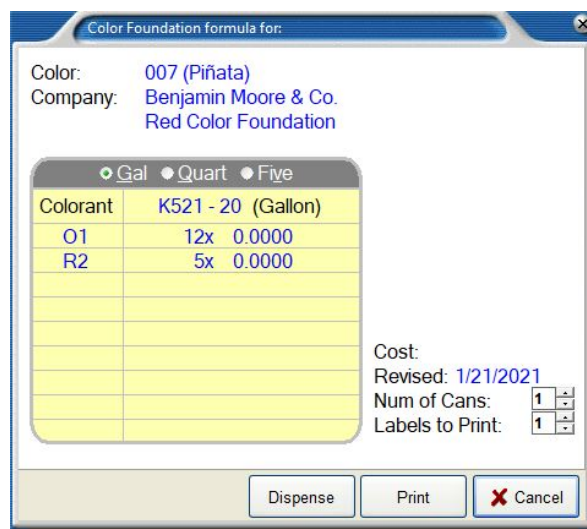 Color Foundation formula for:
Color: 007 (Piñata)
Company: Benjamin Moore & Co.
Red Color Foundation
Gal Quart Five
Colorant K521 - 20 (Gallon)
O1 12x 0.0000
R2 5x 0.0000
Cost:
Revised: 1/21/2021
Num of Cans: 1
Labels to Print: 1
Dispense Print Cancel